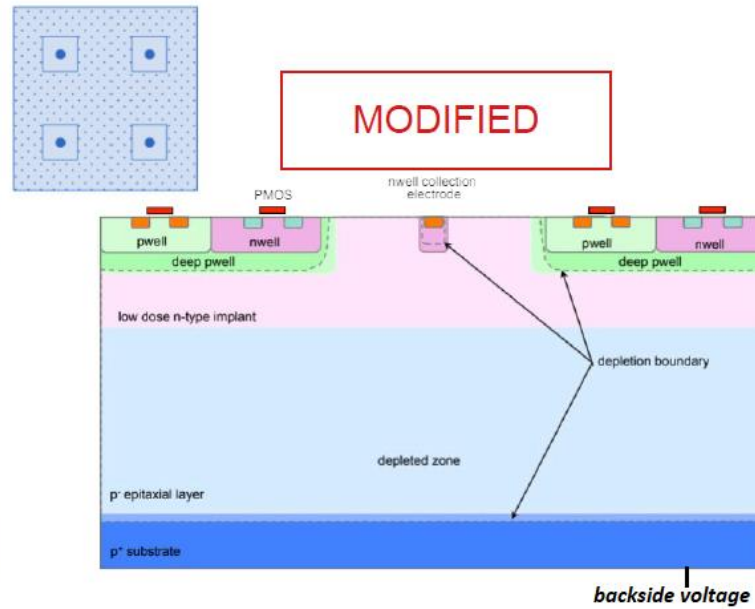 MODIFIED
nwell collection
electrode
PMOS
pwell
nwell
deep pwell
pwell
nwell
deep pwell
low dose n-type implant
depletion boundary
depleted zone
p- epitaxial layer
p+ substrate
backside voltage